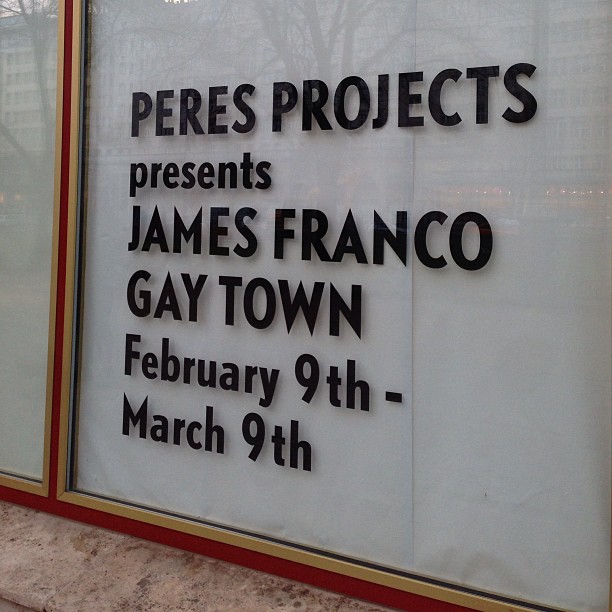 PERES PROJECTS
presents
JAMES FRANCO
GAY TOWN
February 9th -
March 9th